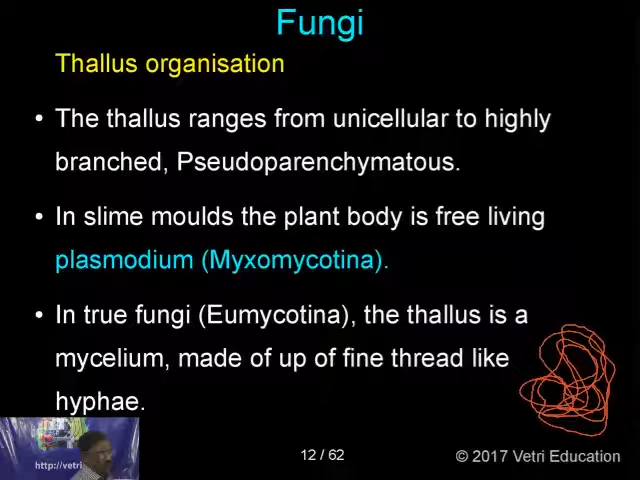 Fungi
Thallus organisation
• The thallus ranges from unicellular to highly
branched, Pseudoparenchymatous.
• In slime moulds the plant body is free living
plasmodium (Myxomycotina).
• In true fungi (Eumycotina), the thallus is a
mycelium, made of up of fine thread like
hyphae.
http://vetri
12 / 62
© 2017 Vetri Education